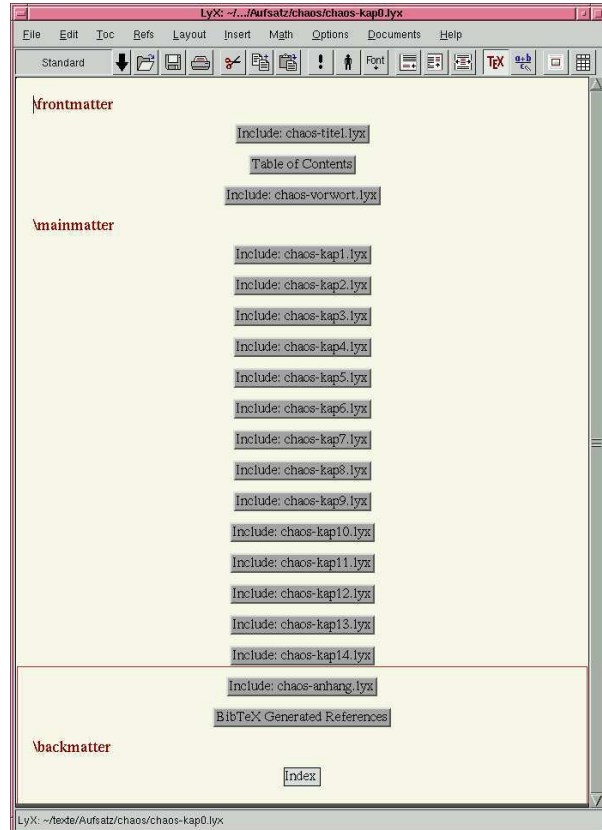 LyX: ~/.../Aufsatz/chaos/chaos-kap0.lyx
File Edit Toc Refs Layout Insert Math Options Documents Help
Standard Font TEX a+b c
\frontmatter
Include: chaos-titel.lyx
Table of Contents
Include: chaos-vorwort.lyx
\mainmatter
Include: chaos-kap1.lyx
Include: chaos-kap2.lyx
Include: chaos-kap3.lyx
Include: chaos-kap4.lyx
Include: chaos-kap5.lyx
Include: chaos-kap6.lyx
Include: chaos-kap7.lyx
Include: chaos-kap8.lyx
Include: chaos-kap9.lyx
Include: chaos-kap10.lyx
Include: chaos-kap11.lyx
Include: chaos-kap12.lyx
Include: chaos-kap13.lyx
Include: chaos-kap14.lyx
Include: chaos-anhang.lyx
BibTeX Generated References
\backmatter
Index
LyX: ~/texte/Aufsatz/chaos/chaos-kap0.lyx